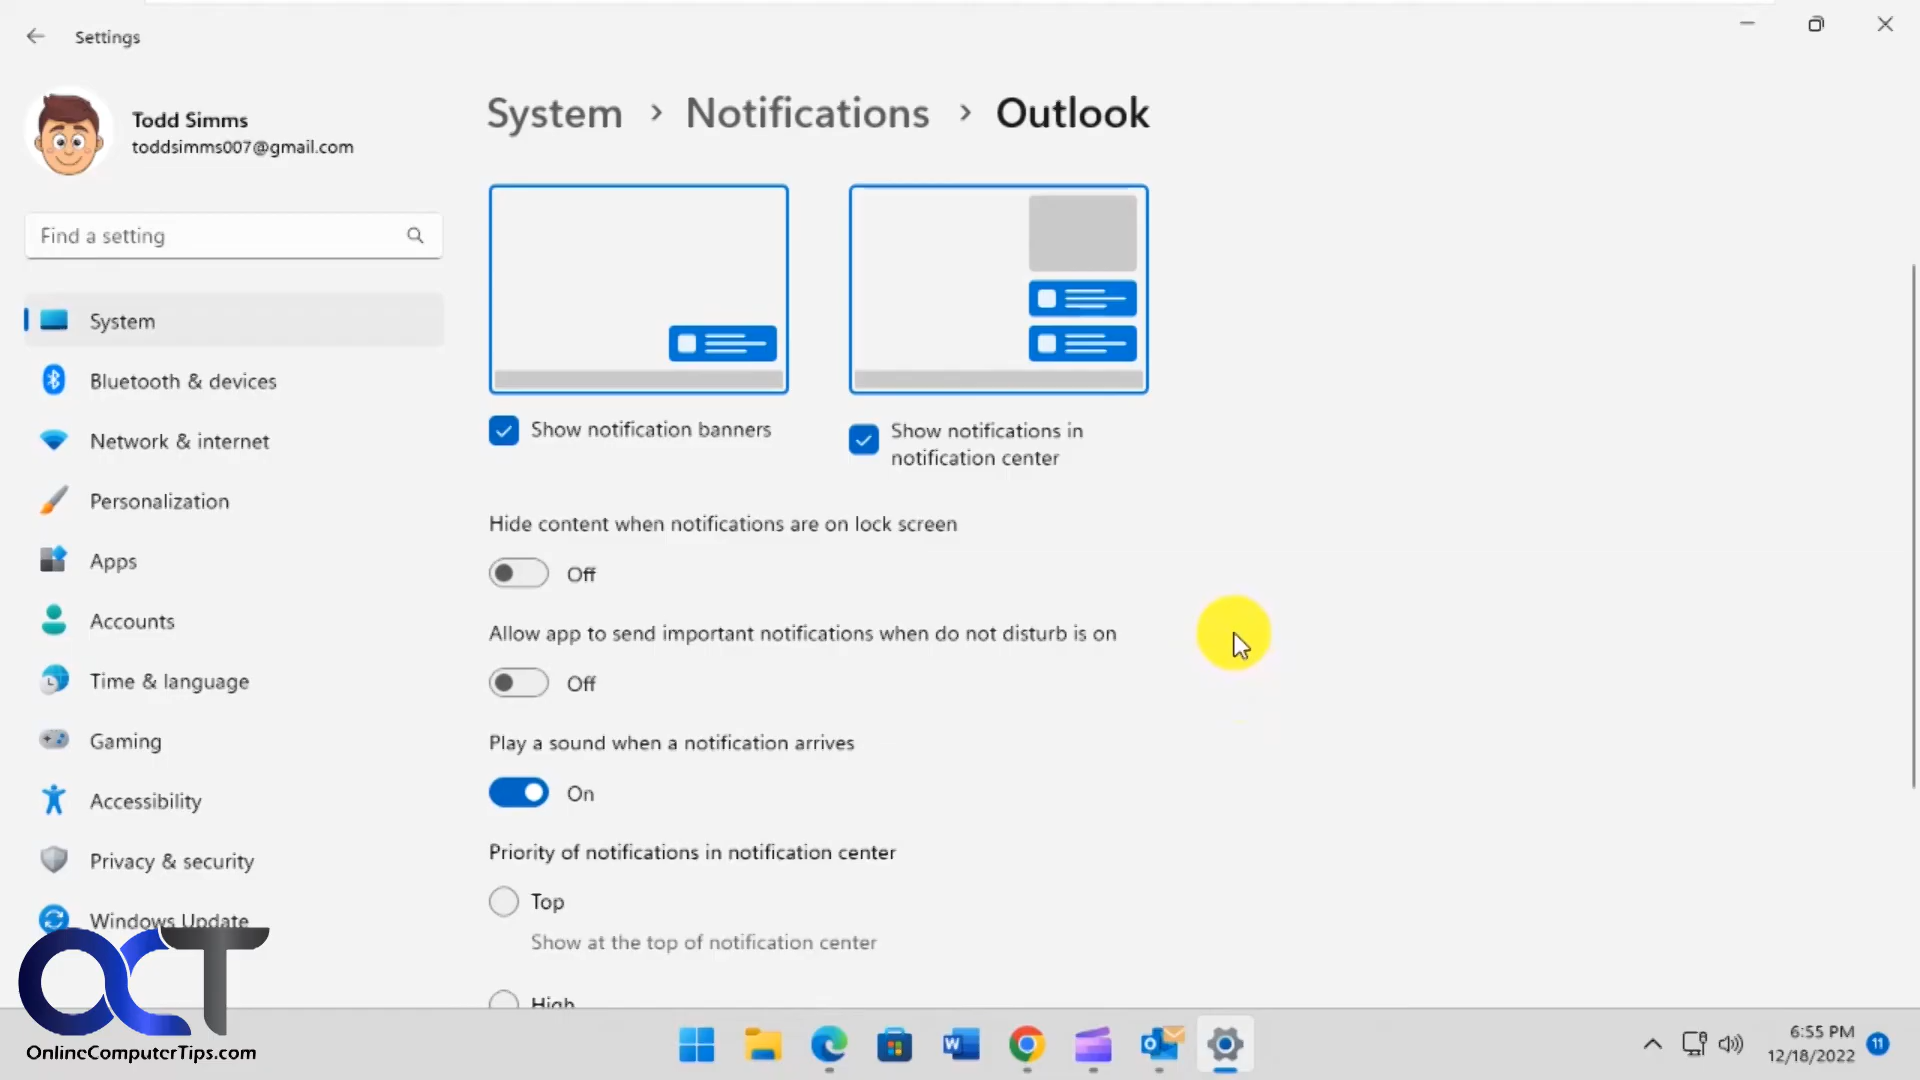 Settings
Todd Simms
toddsimms007@gmail.com
Find a setting
System
Bluetooth & devices
Network & internet
Personalization
Apps
Accounts
Time & language
Gaming
Accessibility
Privacy & security
Windows Update
System > Notifications > Outlook
Show notification banners
Show notifications in
notification center
Hide content when notifications are on lock screen
Off
Allow app to send important notifications when do not disturb is on
Off
Play a sound when a notification arrives
On
Priority of notifications in notification center
Top
Show at the top of notification center
High
OCT
OnlineComputerTips.com
6:55 PM
12/18/2022
11